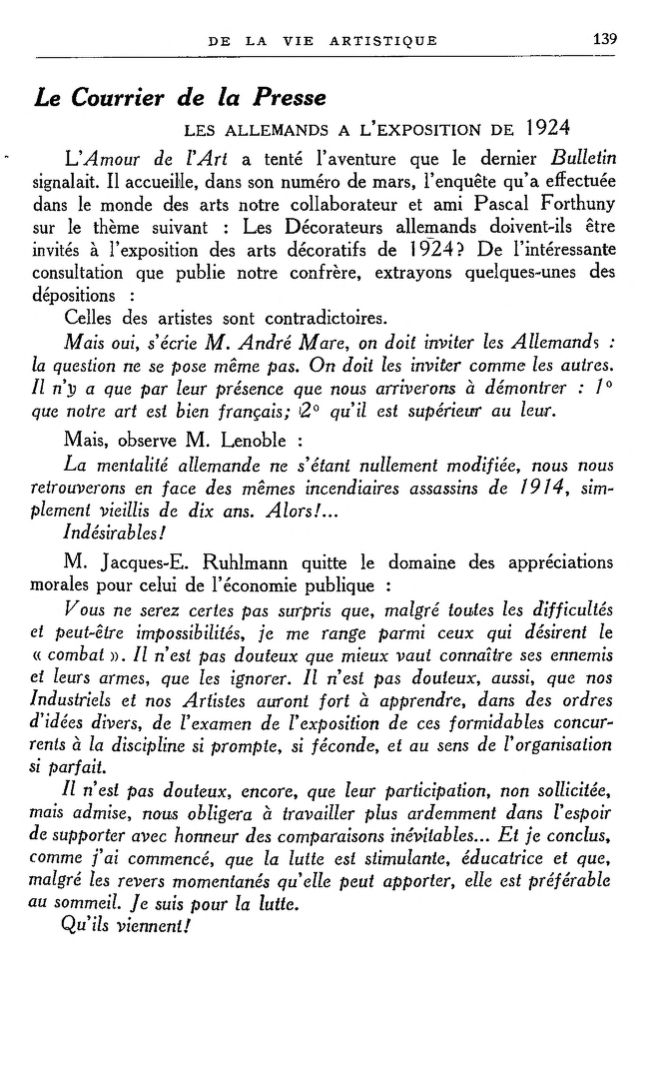 DE LA VIE ARTISTIQUE 139
Le Courrier de la Presse
LES ALLEMANDS A L'EXPOSITION DE 1924
L'Amour de l'Art a tenté l'aventure que le dernier Bulletin
signalait. Il accueille, dans son numéro de mars, l'enquête qu'a effectuée
dans le monde des arts notre collaborateur et ami Pascal Forthuny
sur le thème suivant : Les Décorateurs allemands doivent-ils être
invités à l'exposition des arts décoratifs de 1924? De l'intéressante
consultation que publie notre confrère, extrayons quelques-unes des
dépositions :
Celles des artistes sont contradictoires.
Mais oui, s'écrie M. André Mare, on doit inviter les Allemands :
la question ne se pose même pas. On doit les inviter comme les autres.
Il n'y a que par leur présence que nous arriverons à démontrer : 1º
que notre art est bien français; 2º qu'il est supérieur au leur.
Mais, observe M. Lenoble :
La mentalité allemande ne s'étant nullement modifiée, nous nous
retrouverons en face des mêmes incendiaires assassins de 1914, sim-
plement vieillis de dix ans. Alors!...
Indésirables!
M. Jacques-E. Ruhlmann quitte le domaine des appréciations
morales pour celui de l'économie publique :
Vous ne serez certes pas surpris que, malgré toutes les difficultés
et peut-être impossibilités, je me range parmi ceux qui désirent le
« combat ». Il n'est pas douteux que mieux vaut connaître ses ennemis
et leurs armes, que les ignorer. Il n'est pas douteux, aussi, que nos
Industriels et nos Artistes auront fort à apprendre, dans des ordres
d'idées divers, de l'examen de l'exposition de ces formidables concur-
rents à la discipline si prompte, si féconde, et au sens de l'organisation
si parfait.
Il n'est pas douteux, encore, que leur participation, non sollicitée,
mais admise, nous obligera à travailler plus ardemment dans l'espoir
de supporter avec honneur des comparaisons inévitables... Et je conclus,
comme j'ai commencé, que la lutte est stimulante, éducatrice et que,
malgré les revers momentanés qu'elle peut apporter, elle est préférable
au sommeil. Je suis pour la lutte.
Qu'ils viennent!